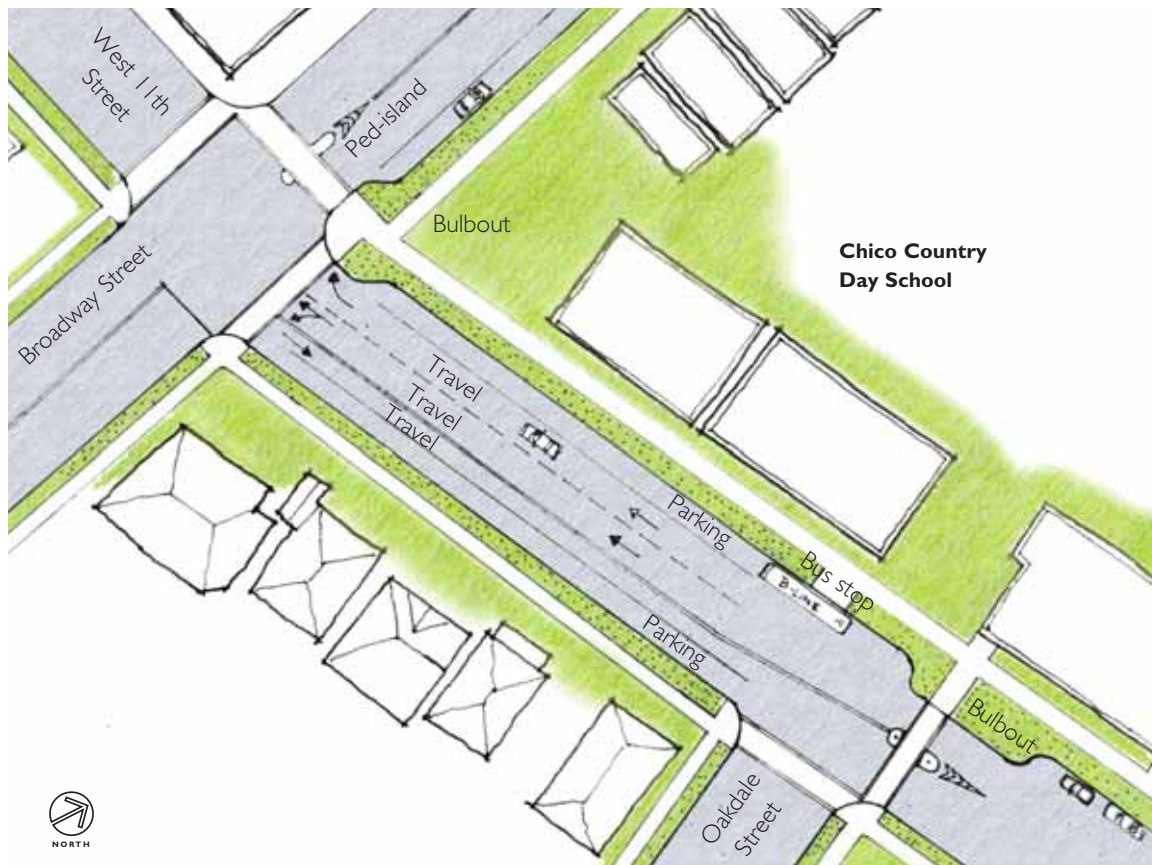 West 11th
Street
Ped-island
Bulbout
Chico Country
Day School
Broadway Street
Travel
Travel
Travel
Parking
Bus stop
B-LINE
Parking
Bulbout
Oakdale
Street
NORTH